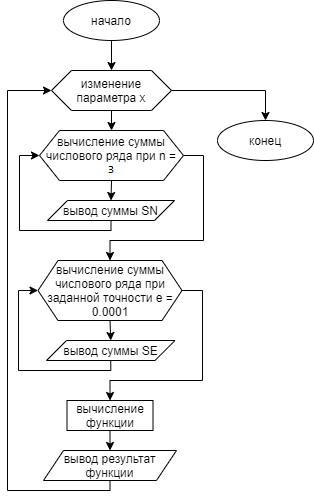 начало
изменение
параметра x
конец
вычисление суммы
числового ряда при n =
3
вывод суммы SN
вычисление суммы
числового ряда при
заданной точности e =
0.0001
вывод суммы SE
вычисление
функции
вывод результат
функции